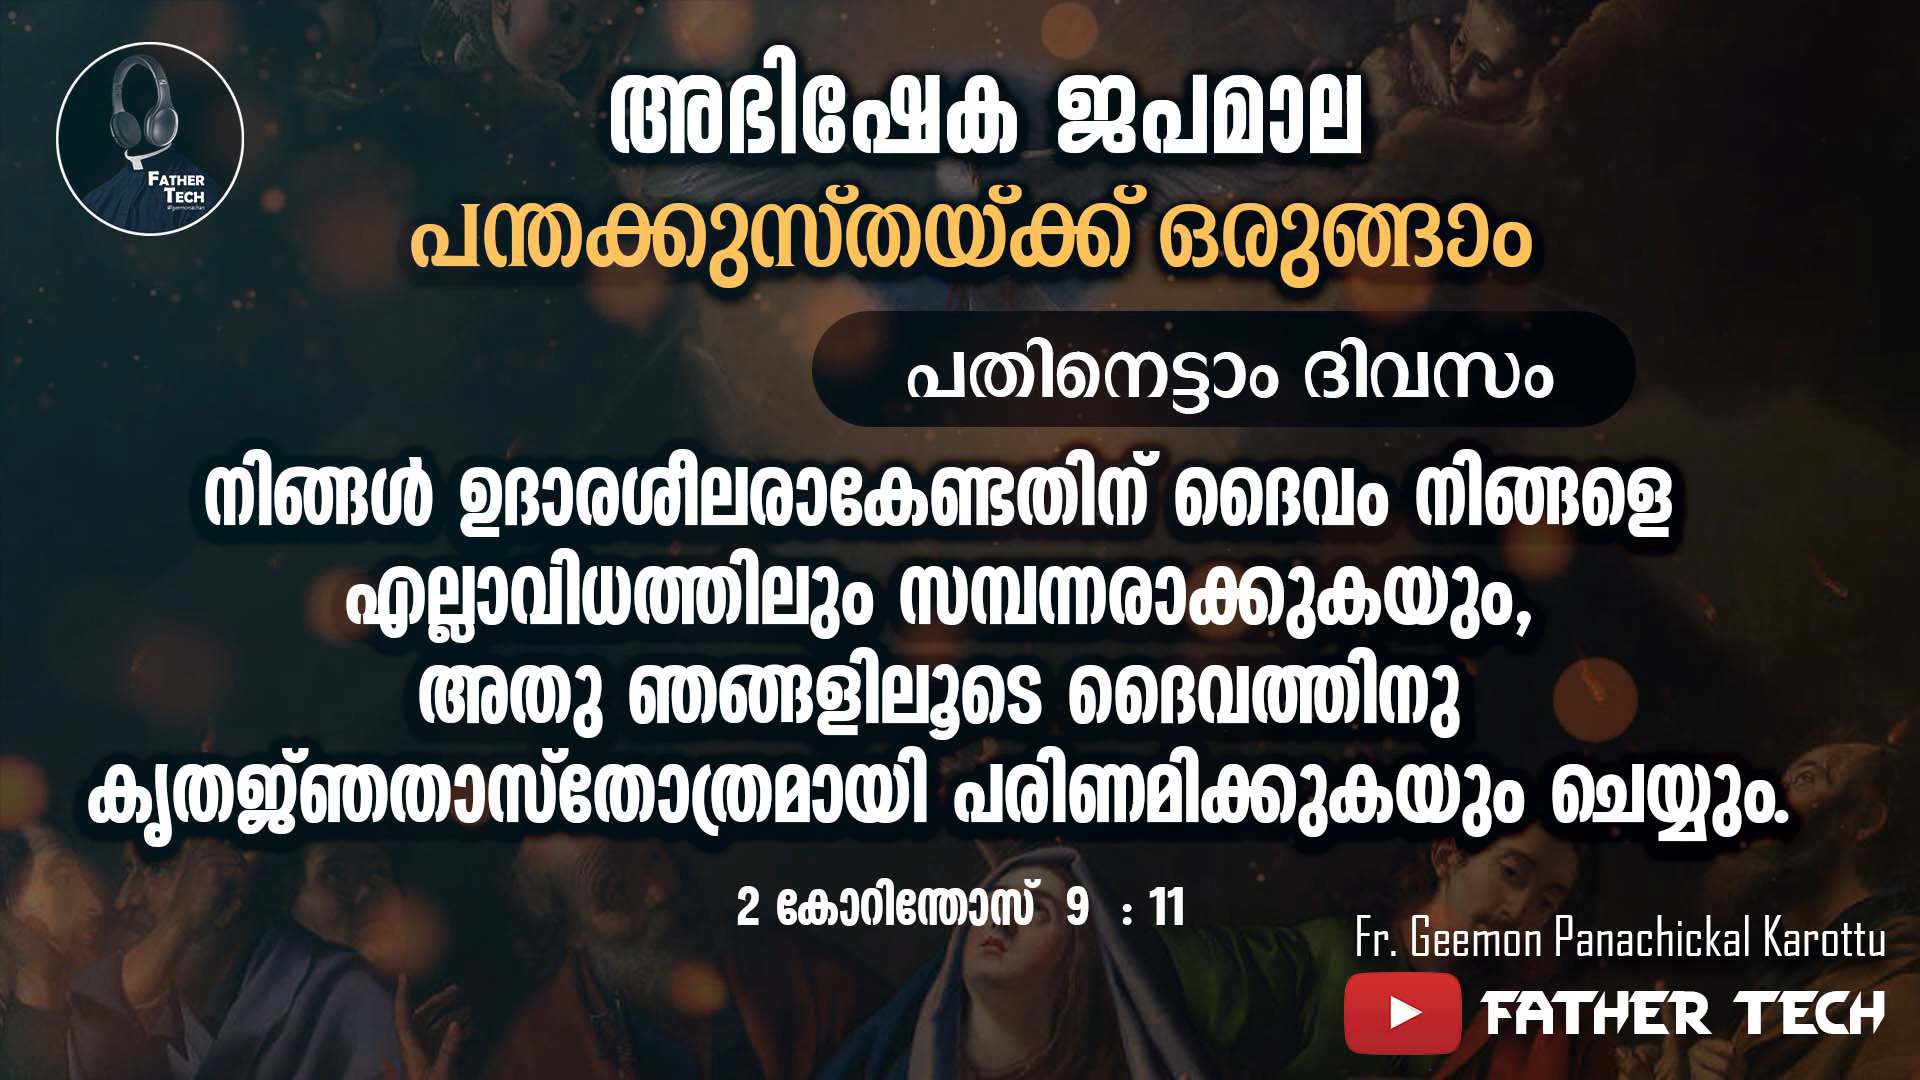 FATHER
TECH
അഭിഷേക ജപമാല
പന്തക്കുസ്തയ്ക്ക് ഒരുങ്ങാം
പതിനെട്ടാം ദിവസം
നിങ്ങൾ ഉദാരശീലരാകേണ്ടതിന് ദൈവം നിങ്ങളെ
എല്ലാവിധത്തിലും സമ്പന്നരാക്കുകയും,
അതു ഞങ്ങളിലൂടെ ദൈവത്തിനു
കൃതജ്ഞതാസ്തോത്രമായി പരിണമിക്കുകയും ചെയ്യും.
2 കോറിന്തോസ് 9 : 11
Fr. Geemon Panachickal Karottu
FATHER TECH